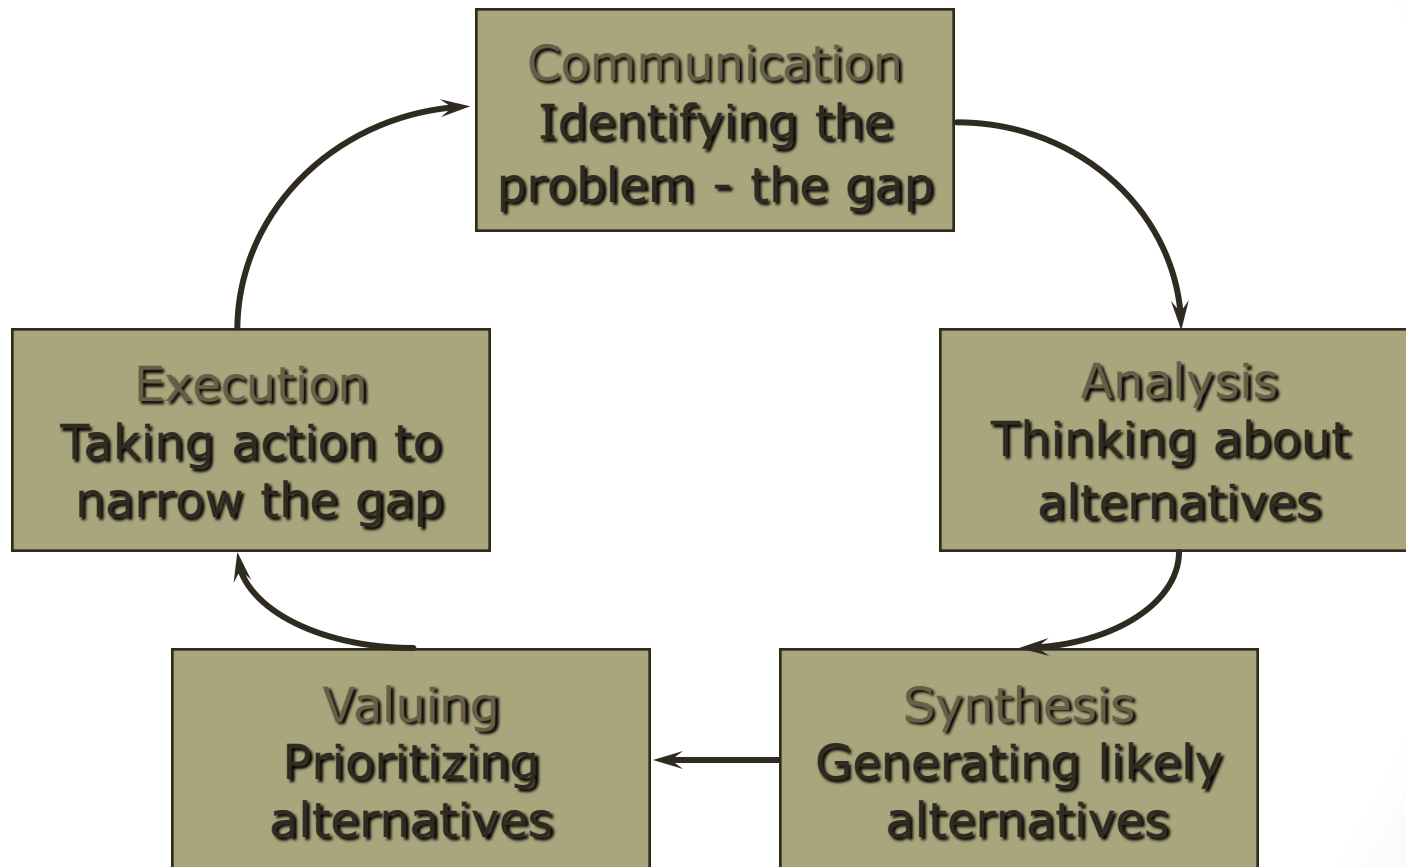 Communication
Identifying the
problem - the gap
Analysis
Thinking about
alternatives
Synthesis
Generating likely
alternatives
Valuing
Prioritizing
alternatives
Execution
Taking action to
narrow the gap